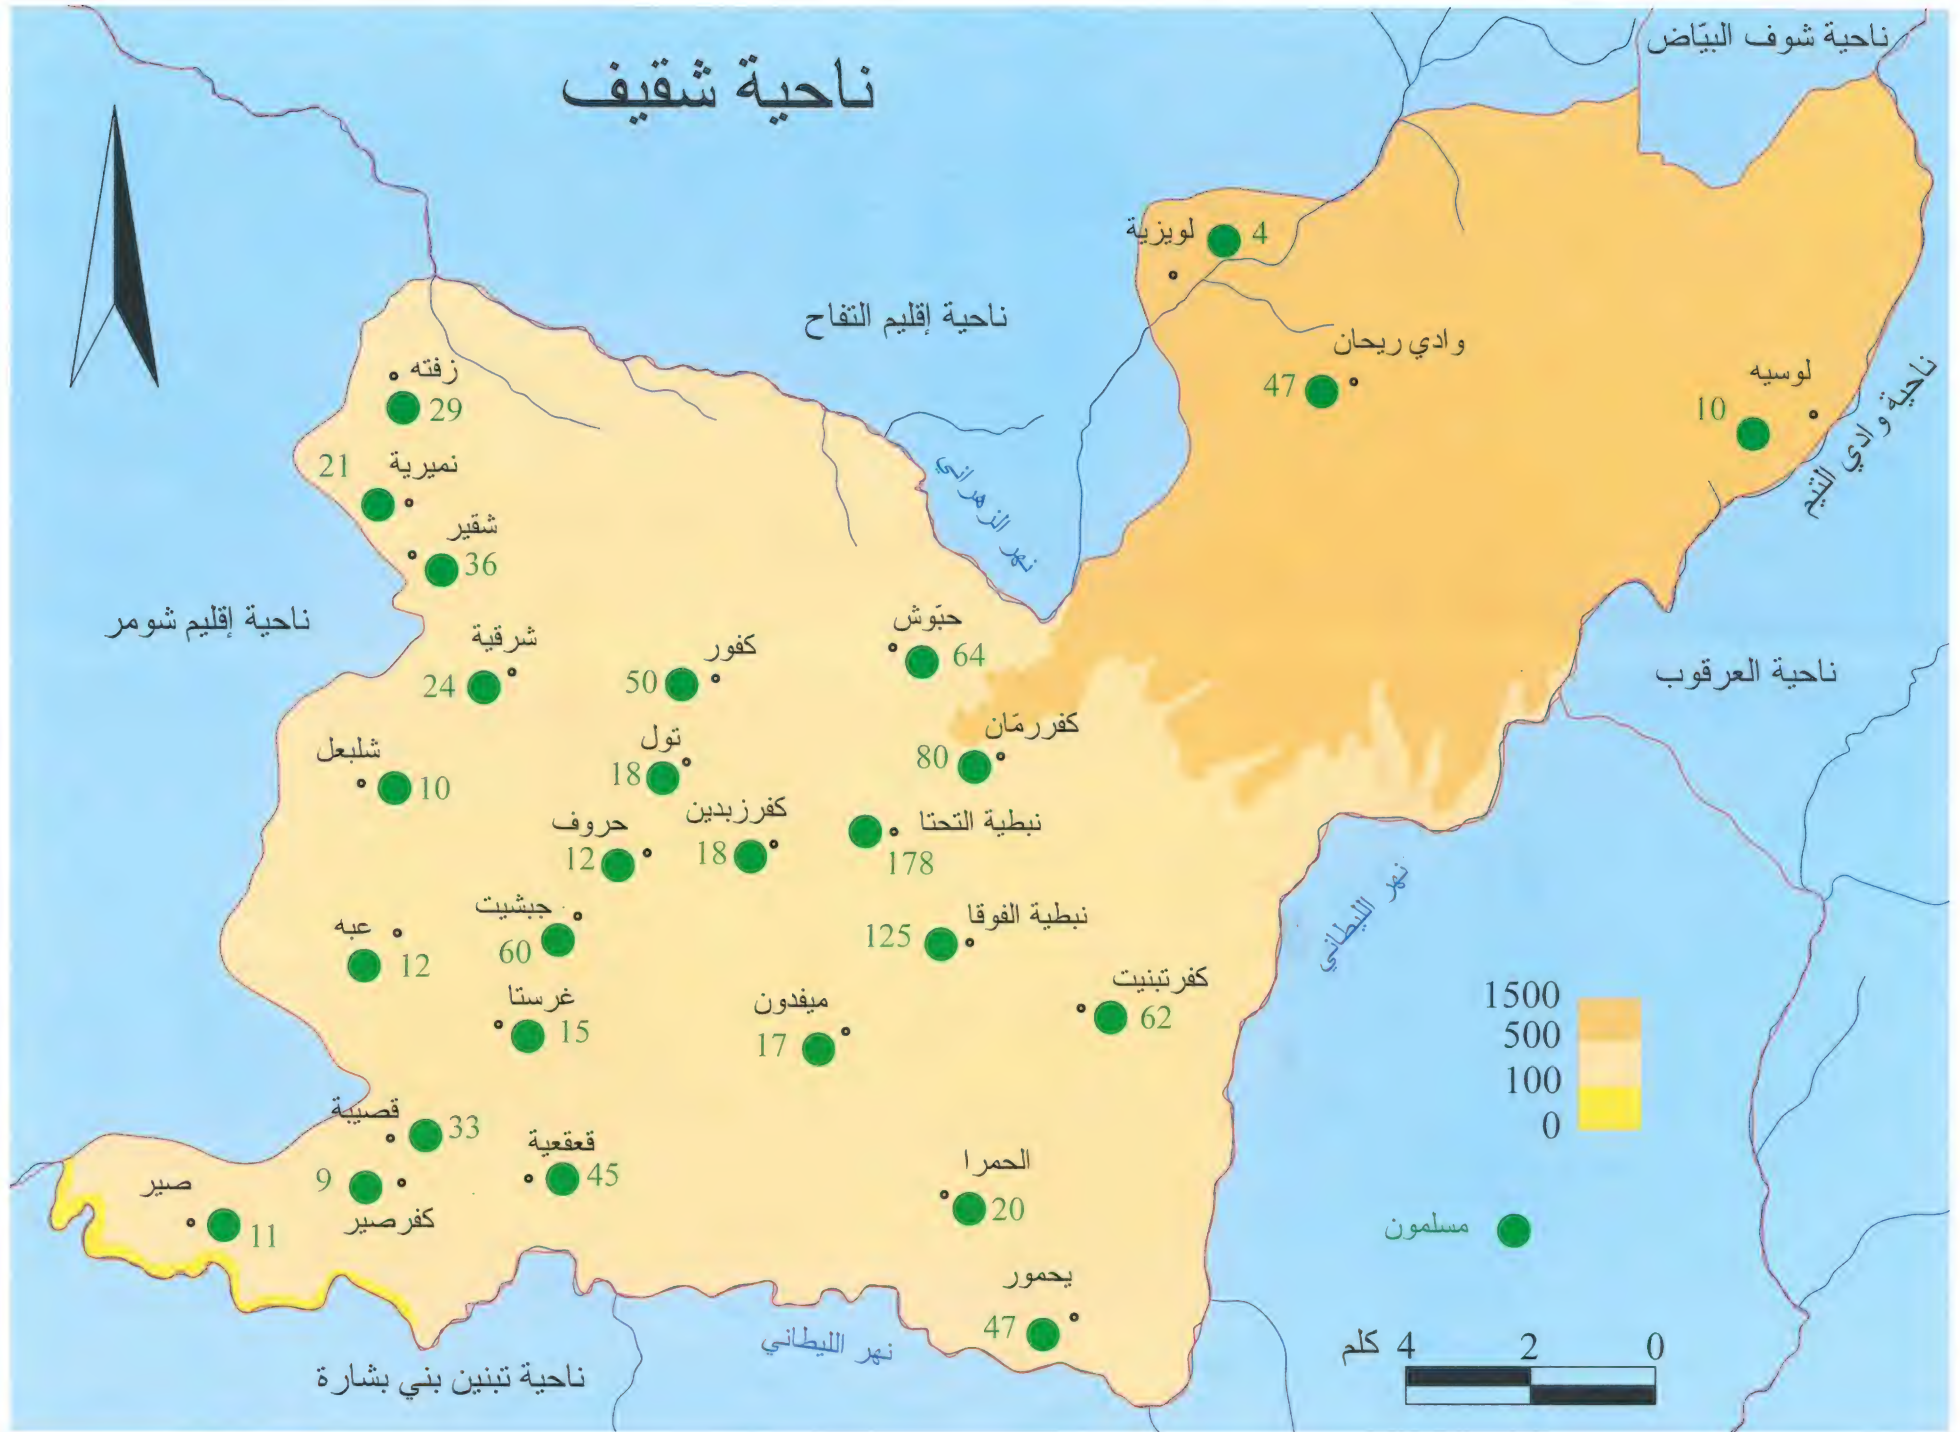 ناحية شقيف
ناحية شوف البيّاض
لويزية
4
ناحية إقليم التفاح
وادي ريحان
47
لوسيه
10
ناحية وادي التيم
زفته
29
نميرية
21
نهر الزهراني
شقير
36
ناحية إقليم شومر
حبّوش
64
شرقية
24
كفور
50
ناحية العرقوب
كفررمّان
80
تول
18
شلبعل
10
كفرزبدين
18
حروف
12
نبطية التحتا
178
جبشيت
60
نبطية الفوقا
125
عبه
12
نهر الليطاني
غرستا
15
ميفدون
17
كفرتبنيت
62
1500
500
100
0
قصيبة
33
قعقعية
45
الحمرا
20
صير
11
9
كفرصير
مسلمون
يحمور
47
نهر الليطاني
ناحية تبنين بني بشارة
0 2 4 كلم